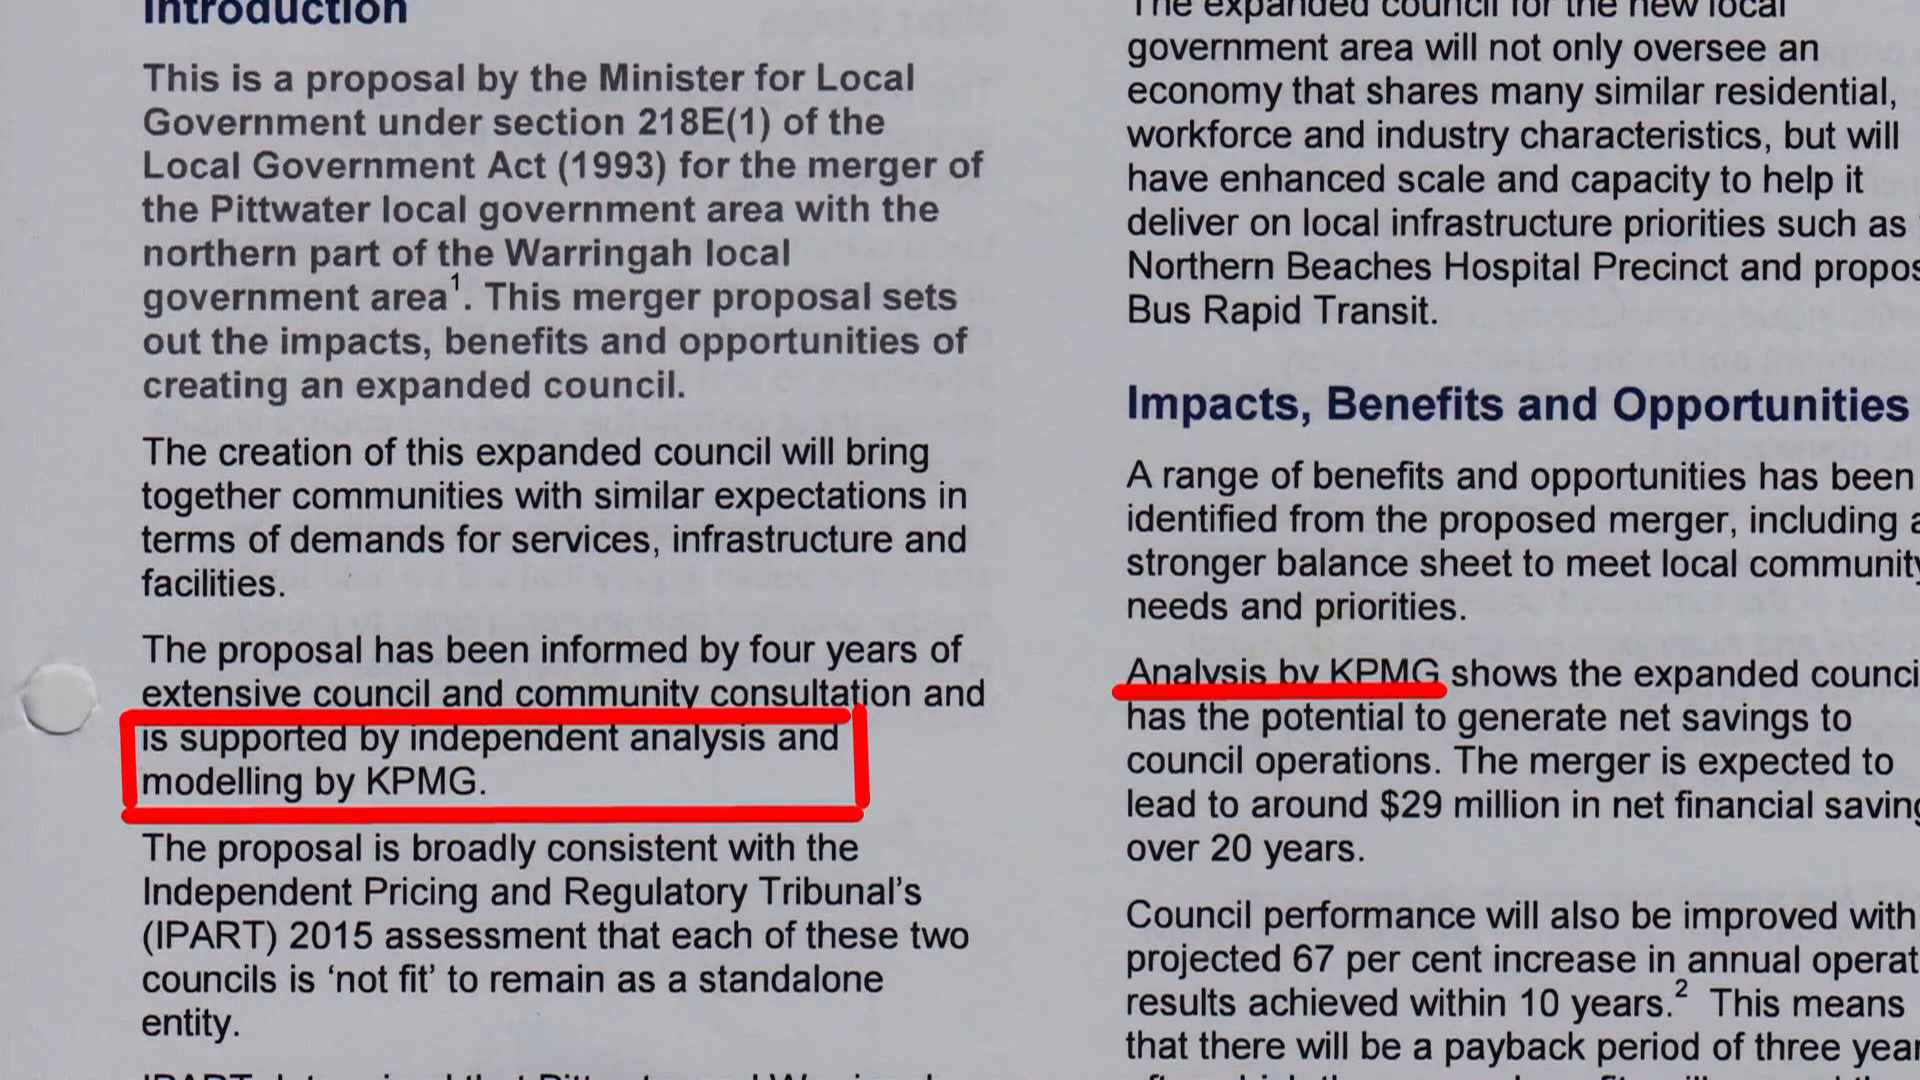 Introduction
This is a proposal by the Minister for Local
Government under section 218E(1) of the
Local Government Act (1993) for the merger of
the Pittwater local government area with the
northern part of the Warringah local
government area¹. This merger proposal sets
out the impacts, benefits and opportunities of
creating an expanded council.
The creation of this expanded council will bring
together communities with similar expectations in
terms of demands for services, infrastructure and
facilities.
The proposal has been informed by four years of
extensive council and community consultation and
is supported by independent analysis and
modelling by KPMG.
The proposal is broadly consistent with the
Independent Pricing and Regulatory Tribunal's
(IPART) 2015 assessment that each of these two
councils is ‘not fit’ to remain as a standalone
entity.
The expanded council for the new local
government area will not only oversee an
economy that shares many similar residential,
workforce and industry characteristics, but will
have enhanced scale and capacity to help it
deliver on local infrastructure priorities such as
Northern Beaches Hospital Precinct and propos
Bus Rapid Transit.
Impacts, Benefits and Opportunities
A range of benefits and opportunities has been
identified from the proposed merger, including a
stronger balance sheet to meet local community
needs and priorities.
Analysis by KPMG shows the expanded counci
has the potential to generate net savings to
council operations. The merger is expected to
lead to around $29 million in net financial saving
over 20 years.
Council performance will also be improved with
projected 67 per cent increase in annual operat
results achieved within 10 years.² This means
that there will be a payback period of three year